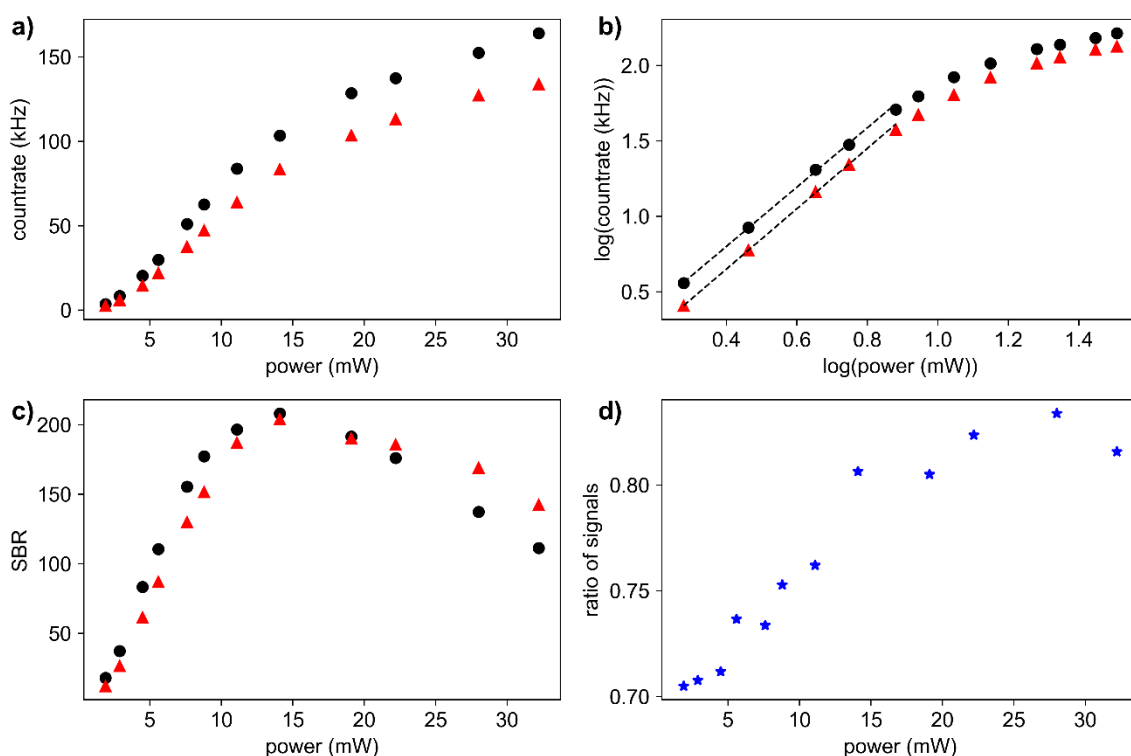 a)
countrate (kHz)
150
100
50
0
5 10 15 20 25 30
power (mW)
b)
log(countrate (kHz))
2.0
1.5
1.0
0.5
0.4 0.6 0.8 1.0 1.2 1.4
log(power (mW))
c)
SBR
200
150
100
50
5 10 15 20 25 30
power (mW)
d)
ratio of signals
0.80
0.75
0.70
5 10 15 20 25 30
power (mW)